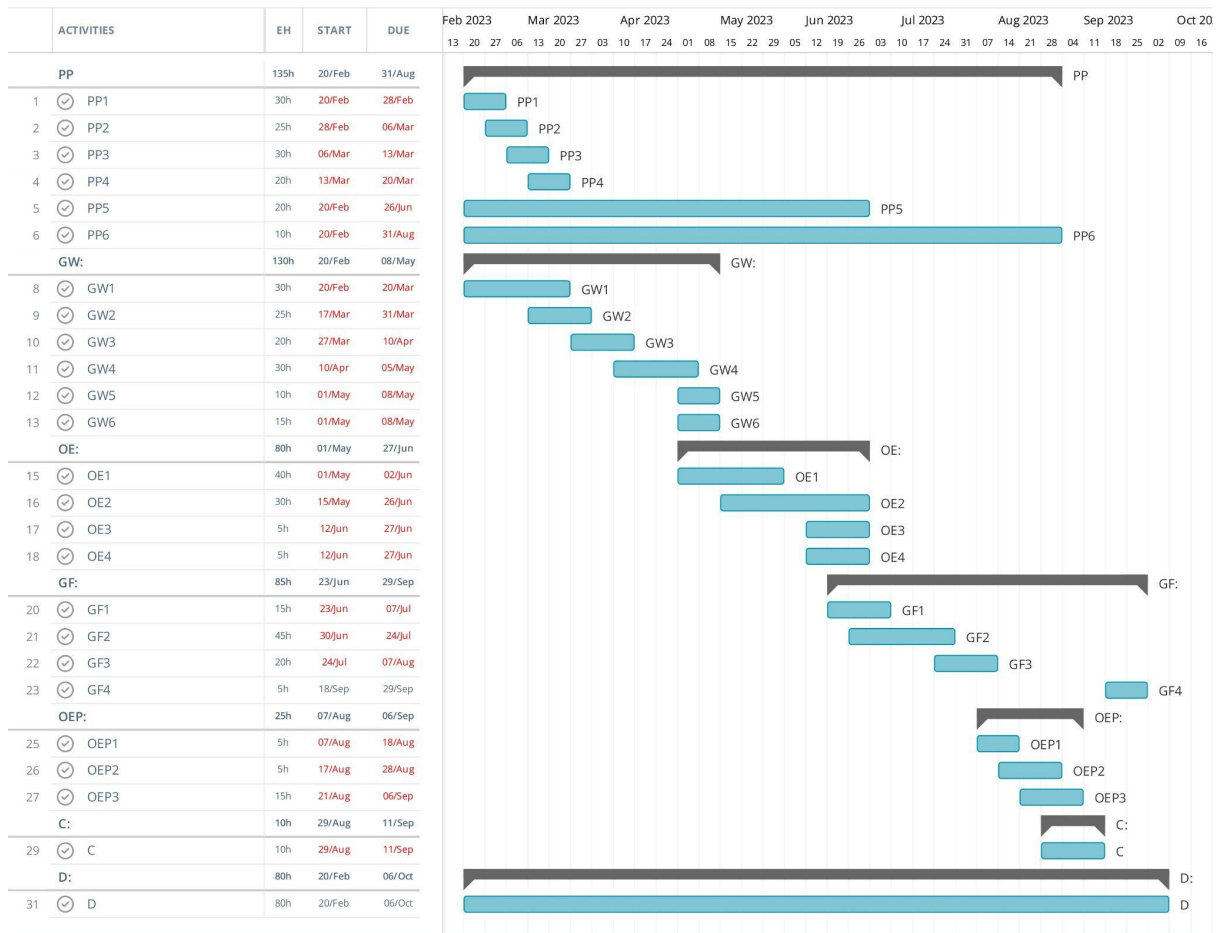 Feb 2023 Mar 2023 Apr 2023 May 2023 Jun 2023 Jul 2023 Aug 2023 Sep 2023 Oct 20
ACTIVITIES EH START DUE
13 20 27 06 13 20 27 03 10 17 24 01 08 15 22 29 05 12 19 26 03 10 17 24 31 07 14 21 28 04 11 18 25 02 09 16
PP 135h 20/Feb 31/Aug PP
1 PP1 30h 20/Feb 28/Feb PP1
2 PP2 25h 28/Feb 06/Mar PP2
3 PP3 30h 06/Mar 13/Mar PP3
4 PP4 20h 13/Mar 20/Mar PP4
5 PP5 20h 20/Feb 26/Jun PP5
6 PP6 10h 20/Feb 31/Aug PP6
GW: 130h 20/Feb 08/May GW:
8 GW1 30h 20/Feb 20/Mar GW1
9 GW2 25h 17/Mar 31/Mar GW2
10 GW3 20h 27/Mar 10/Apr GW3
11 GW4 30h 10/Apr 05/May GW4
12 GW5 10h 01/May 08/May GW5
13 GW6 15h 01/May 08/May GW6
OE: 80h 01/May 27/Jun OE:
15 OE1 40h 01/May 02/Jun OE1
16 OE2 30h 15/May 26/Jun OE2
17 OE3 5h 12/Jun 27/Jun OE3
18 OE4 5h 12/Jun 27/Jun OE4
GF: 85h 23/Jun 29/Sep GF:
20 GF1 15h 23/Jun 07/Jul GF1
21 GF2 45h 30/Jun 24/Jul GF2
22 GF3 20h 24/Jul 07/Aug GF3
23 GF4 5h 18/Sep 29/Sep GF4
OEP: 25h 07/Aug 06/Sep OEP:
25 OEP1 5h 07/Aug 18/Aug OEP1
26 OEP2 5h 17/Aug 28/Aug OEP2
27 OEP3 15h 21/Aug 06/Sep OEP3
C: 10h 29/Aug 11/Sep C:
29 C 10h 29/Aug 11/Sep C
D: 80h 20/Feb 06/Oct D:
31 D 80h 20/Feb 06/Oct D